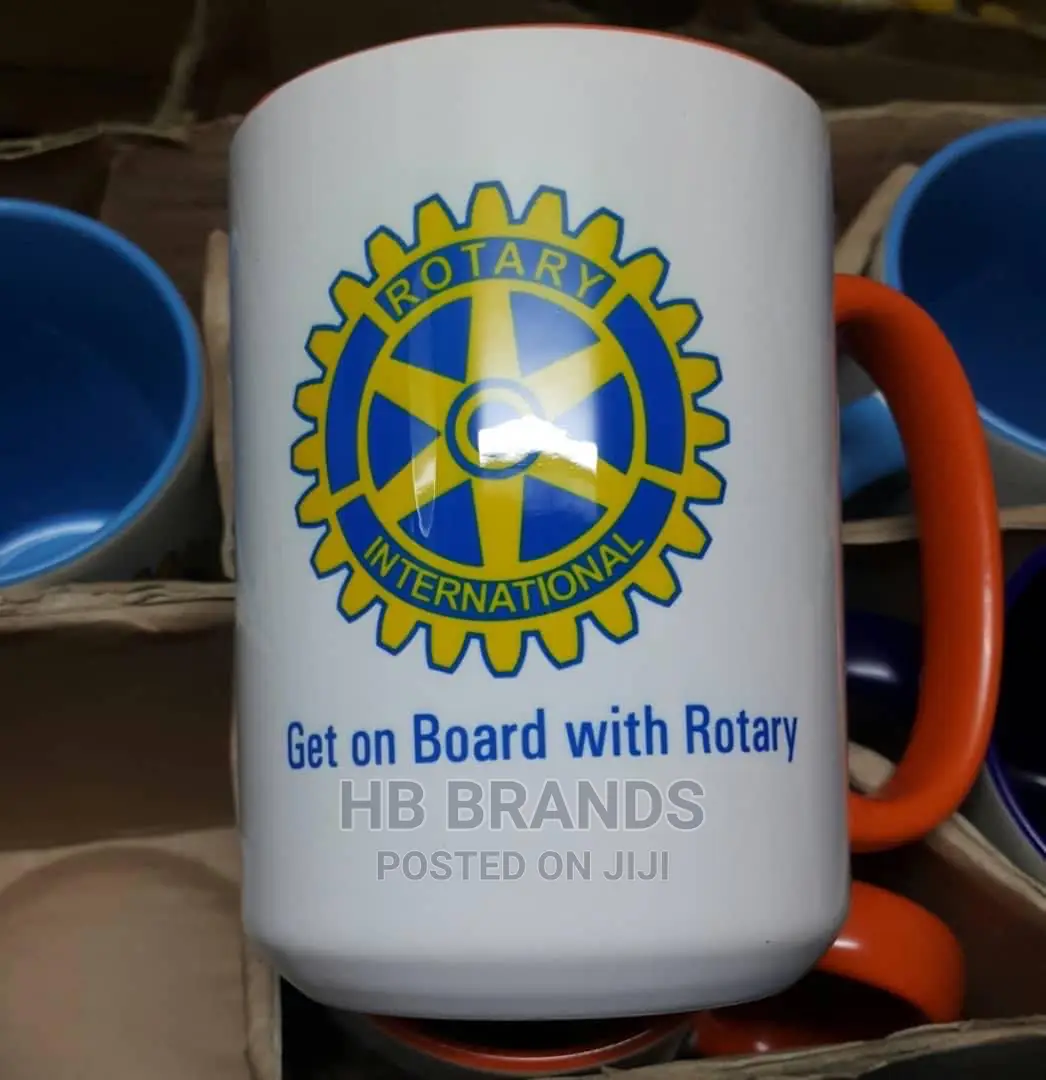 ROTARY
INTERNATIONAL
Get on Board with Rotary
HB BRANDS
POSTED ON JIJI